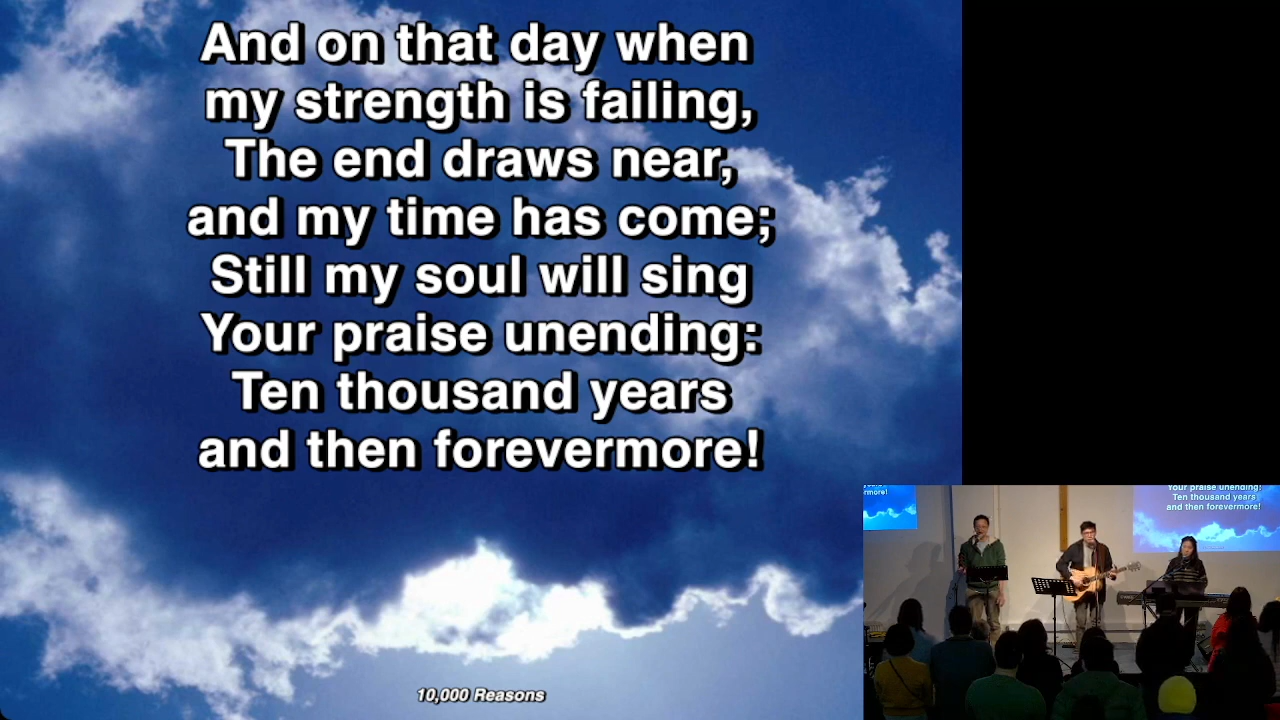 And on that day when
my strength is failing,
The end draws near,
and my time has come;
Still my soul will sing
Your praise unending:
Ten thousand years
and then forevermore!
10,000 Reasons
Your praise unending:
Ten thousand years
and then forevermore!